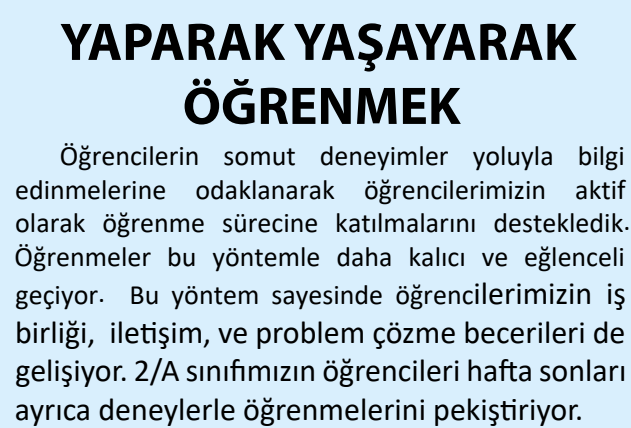 YAPARAK YAŞAYARAK
ÖĞRENMEK
Öğrencilerin somut deneyimler yoluyla bilgi
edinmelerine odaklanarak öğrencilerimizin aktif
olarak öğrenme sürecine katılmalarını destekledik.
Öğrenmeler bu yöntemle daha kalıcı ve eğlenceli
geçiyor. Bu yöntem sayesinde öğrencilerimizin iş
birliği, iletişim, ve problem çözme becerileri de
gelişiyor. 2/A sınıfımızın öğrencileri hafta sonları
ayrıca deneylerle öğrenmelerini pekiştiriyor.